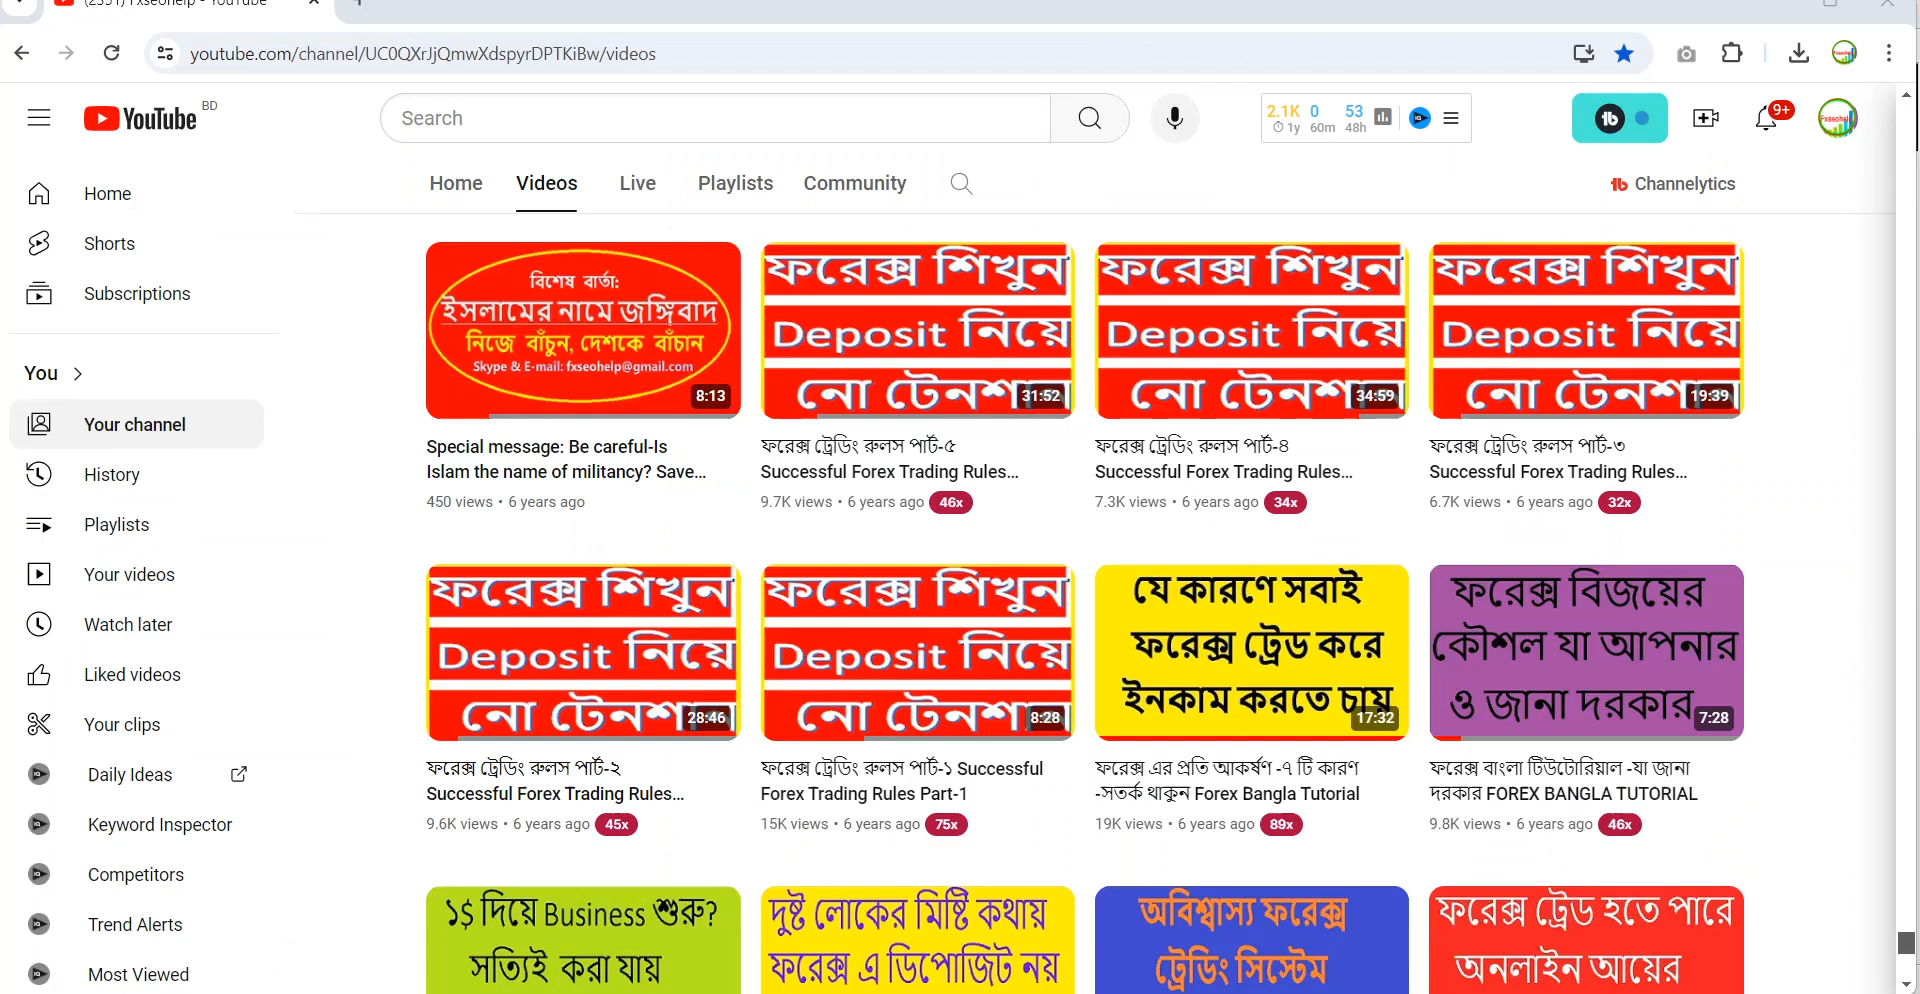 (2351) Fxseohelp - YouTube
youtube.com/channel/UC0QXrJjQmwXdspyrDPTKiBw/videos
YouTube BD
Search
2.1K 0 53
1y 60m 48h
9+
Home Videos Live Playlists Community
Channelytics
Home
Shorts
Subscriptions
You
Your channel
History
Playlists
Your videos
Watch later
Liked videos
Your clips
Daily Ideas
Keyword Inspector
Competitors
Trend Alerts
Most Viewed
বিশেষ বার্তা:
ইসলামের নামে জঙ্গিবাদ
নিজে বাঁচুন, দেশকে বাঁচান
Skype & E-mail: fxseohelp@gmail.com
8:13
Special message: Be careful-Is
Islam the name of militancy? Save...
450 views • 6 years ago
ফরেক্স শিখুন
Deposit নিয়ে
নো টেনশান
31:52
ফরেক্স ট্রেডিং রুলস পার্ট-৫
Successful Forex Trading Rules...
9.7K views • 6 years ago 46x
ফরেক্স শিখুন
Deposit নিয়ে
নো টেনশান
34:59
ফরেক্স ট্রেডিং রুলস পার্ট-৪
Successful Forex Trading Rules...
7.3K views • 6 years ago 34x
ফরেক্স শিখুন
Deposit নিয়ে
নো টেনশান
19:39
ফরেক্স ট্রেডিং রুলস পার্ট-৩
Successful Forex Trading Rules...
6.7K views • 6 years ago 32x
ফরেক্স শিখুন
Deposit নিয়ে
নো টেনশান
28:46
ফরেক্স ট্রেডিং রুলস পার্ট-২
Successful Forex Trading Rules...
9.6K views • 6 years ago 45x
ফরেক্স শিখুন
Deposit নিয়ে
নো টেনশান
8:28
ফরেক্স ট্রেডিং রুলস পার্ট-১ Successful
Forex Trading Rules Part-1
15K views • 6 years ago 75x
যে কারণে সবাই
ফরেক্স ট্রেড করে
ইনকাম করতে চায়
17:32
ফরেক্স এর প্রতি আকর্ষণ -৭ টি কারণ
-সতর্ক থাকুন Forex Bangla Tutorial
19K views • 6 years ago 89x
ফরেক্স বিজয়ের
কৌশল যা আপনার
ও জানা দরকার
7:28
ফরেক্স বাংলা টিউটোরিয়াল -যা জানা
দরকার FOREX BANGLA TUTORIAL
9.8K views • 6 years ago 46x
১$ দিয়ে Business শুরু?
সত্যিই করা যায়
দুষ্ট লোকের মিষ্টি কথায়
ফরেক্স এ ডিপোজিট নয়
অবিশ্বাস্য ফরেক্স
ট্রেডিং সিস্টেম
ফরেক্স ট্রেড হতে পারে
অনলাইন আয়ের